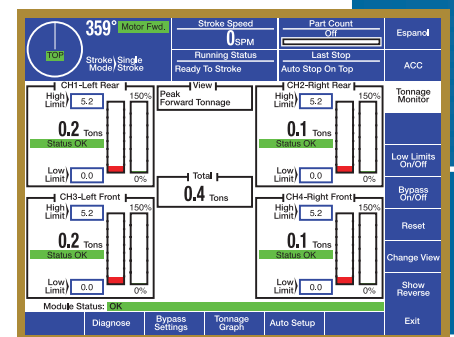 TOP
359° Motor Fwd.
Stroke Mode) Single Stroke
Stroke Speed
0SPM
Running Status
Ready To Stroke
Part Count
Off
Last Stop
Auto Stop On Top
Espanol
ACC
Tonnage Monitor
Low Limits On/Off
Bypass On/Off
Reset
Change View
Show Reverse
Exit
CH1-Left Rear
High Limit) 5.2
150%
0.2 Tons
Status OK
Low Limit) 0.0
0%
View
Peak
Forward Tonnage
CH2-Right Rear
High Limit) 5.2
150%
0.1 Tons
Status OK
Low Limit) 0.0
0%
Total
0.4 Tons
CH3-Left Front
High Limit) 5.2
150%
0.2 Tons
Status OK
Low Limit) 0.0
0%
CH4-Right Front
High Limit) 5.2
150%
0.1 Tons
Status OK
Low Limit) 0.0
0%
Module Status: OK
Diagnose
Bypass Settings
Tonnage Graph
Auto Setup